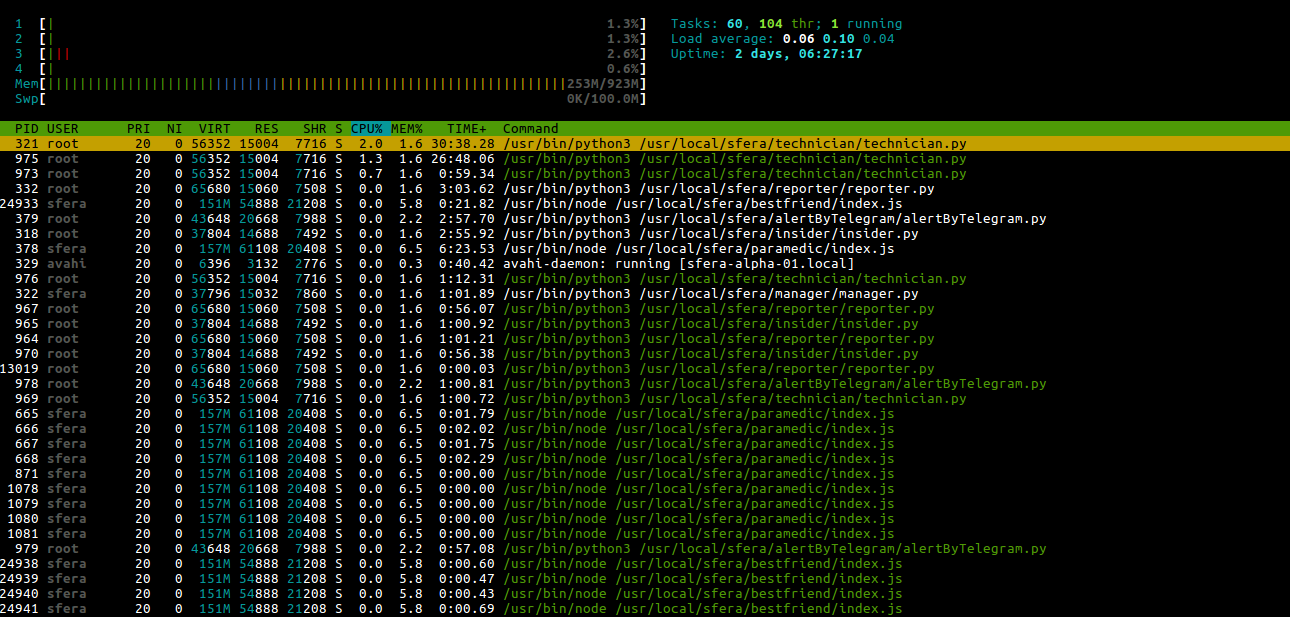 1 [| 1.3%] Tasks: 60, 104 thr; 1 running
2 [| 1.3%] Load average: 0.06 0.10 0.04
3 [||| 2.6%] Uptime: 2 days, 06:27:17
4 [| 0.6%]
Mem[||||||||||||||||||||||||||||||||||||||||||||||||||||||||||||||||||253M/923M]
Swp[ 0K/100.0M]
PID USER PRI NI VIRT RES SHR S CPU% MEM% TIME+ Command
321 root 20 0 56352 15004 7716 S 2.0 1.6 30:38.28 /usr/bin/python3 /usr/local/sfera/technician/technician.py
975 root 20 0 56352 15004 7716 S 1.3 1.6 26:48.06 /usr/bin/python3 /usr/local/sfera/technician/technician.py
973 root 20 0 56352 15004 7716 S 0.7 1.6 0:59.34 /usr/bin/python3 /usr/local/sfera/technician/technician.py
332 root 20 0 65680 15060 7508 S 0.0 1.6 3:03.62 /usr/bin/python3 /usr/local/sfera/reporter/reporter.py
24933 sfera 20 0 151M 54888 21208 S 0.0 5.8 0:21.82 /usr/bin/node /usr/local/sfera/bestfriend/index.js
379 root 20 0 43648 20668 7988 S 0.0 2.2 2:57.70 /usr/bin/python3 /usr/local/sfera/alertByTelegram/alertByTelegram.py
318 root 20 0 37804 14688 7492 S 0.0 1.6 2:55.92 /usr/bin/python3 /usr/local/sfera/insider/insider.py
378 sfera 20 0 157M 61108 20408 S 0.0 6.5 6:23.53 /usr/bin/node /usr/local/sfera/paramedic/index.js
329 avahi 20 0 6396 3132 2776 S 0.0 0.3 0:40.42 avahi-daemon: running [sfera-alpha-01.local]
976 root 20 0 56352 15004 7716 S 0.0 1.6 1:12.31 /usr/bin/python3 /usr/local/sfera/technician/technician.py
322 sfera 20 0 37796 15032 7860 S 0.0 1.6 1:01.89 /usr/bin/python3 /usr/local/sfera/manager/manager.py
967 root 20 0 65680 15060 7508 S 0.0 1.6 0:56.07 /usr/bin/python3 /usr/local/sfera/reporter/reporter.py
965 root 20 0 37804 14688 7492 S 0.0 1.6 1:00.92 /usr/bin/python3 /usr/local/sfera/insider/insider.py
964 root 20 0 65680 15060 7508 S 0.0 1.6 1:01.21 /usr/bin/python3 /usr/local/sfera/reporter/reporter.py
970 root 20 0 37804 14688 7492 S 0.0 1.6 0:56.38 /usr/bin/python3 /usr/local/sfera/insider/insider.py
13019 root 20 0 65680 15060 7508 S 0.0 1.6 0:00.03 /usr/bin/python3 /usr/local/sfera/reporter/reporter.py
978 root 20 0 43648 20668 7988 S 0.0 2.2 1:00.81 /usr/bin/python3 /usr/local/sfera/alertByTelegram/alertByTelegram.py
969 root 20 0 56352 15004 7716 S 0.0 1.6 1:00.72 /usr/bin/python3 /usr/local/sfera/technician/technician.py
665 sfera 20 0 157M 61108 20408 S 0.0 6.5 0:01.79 /usr/bin/node /usr/local/sfera/paramedic/index.js
666 sfera 20 0 157M 61108 20408 S 0.0 6.5 0:02.02 /usr/bin/node /usr/local/sfera/paramedic/index.js
667 sfera 20 0 157M 61108 20408 S 0.0 6.5 0:01.75 /usr/bin/node /usr/local/sfera/paramedic/index.js
668 sfera 20 0 157M 61108 20408 S 0.0 6.5 0:02.29 /usr/bin/node /usr/local/sfera/paramedic/index.js
871 sfera 20 0 157M 61108 20408 S 0.0 6.5 0:00.00 /usr/bin/node /usr/local/sfera/paramedic/index.js
1078 sfera 20 0 157M 61108 20408 S 0.0 6.5 0:00.00 /usr/bin/node /usr/local/sfera/paramedic/index.js
1079 sfera 20 0 157M 61108 20408 S 0.0 6.5 0:00.00 /usr/bin/node /usr/local/sfera/paramedic/index.js
1080 sfera 20 0 157M 61108 20408 S 0.0 6.5 0:00.00 /usr/bin/node /usr/local/sfera/paramedic/index.js
1081 sfera 20 0 157M 61108 20408 S 0.0 6.5 0:00.00 /usr/bin/node /usr/local/sfera/paramedic/index.js
979 root 20 0 43648 20668 7988 S 0.0 2.2 0:57.08 /usr/bin/python3 /usr/local/sfera/alertByTelegram/alertByTelegram.py
24938 sfera 20 0 151M 54888 21208 S 0.0 5.8 0:00.60 /usr/bin/node /usr/local/sfera/bestfriend/index.js
24939 sfera 20 0 151M 54888 21208 S 0.0 5.8 0:00.47 /usr/bin/node /usr/local/sfera/bestfriend/index.js
24940 sfera 20 0 151M 54888 21208 S 0.0 5.8 0:00.43 /usr/bin/node /usr/local/sfera/bestfriend/index.js
24941 sfera 20 0 151M 54888 21208 S 0.0 5.8 0:00.69 /usr/bin/node /usr/local/sfera/bestfriend/index.js